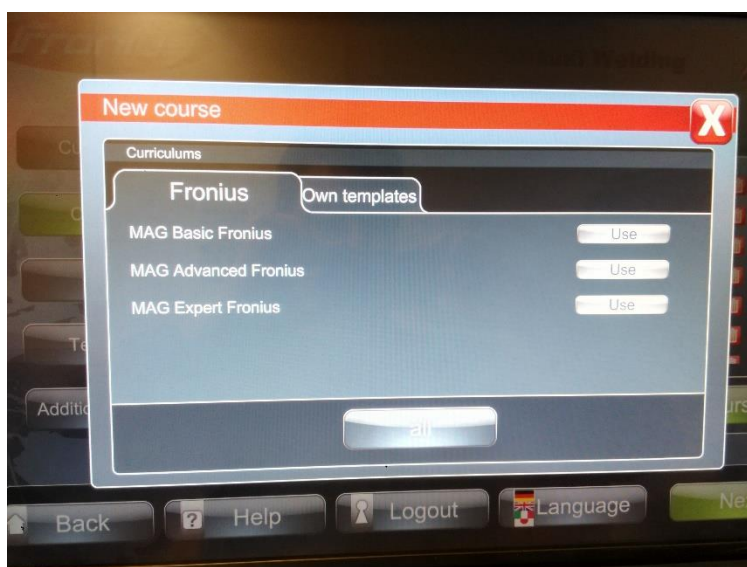 Fronius
New course
X
Curriculums
Fronius
Own templates
MAG Basic Fronius
Use
MAG Advanced Fronius
Use
MAG Expert Fronius
Use
all
Back
? Help
Logout
Language